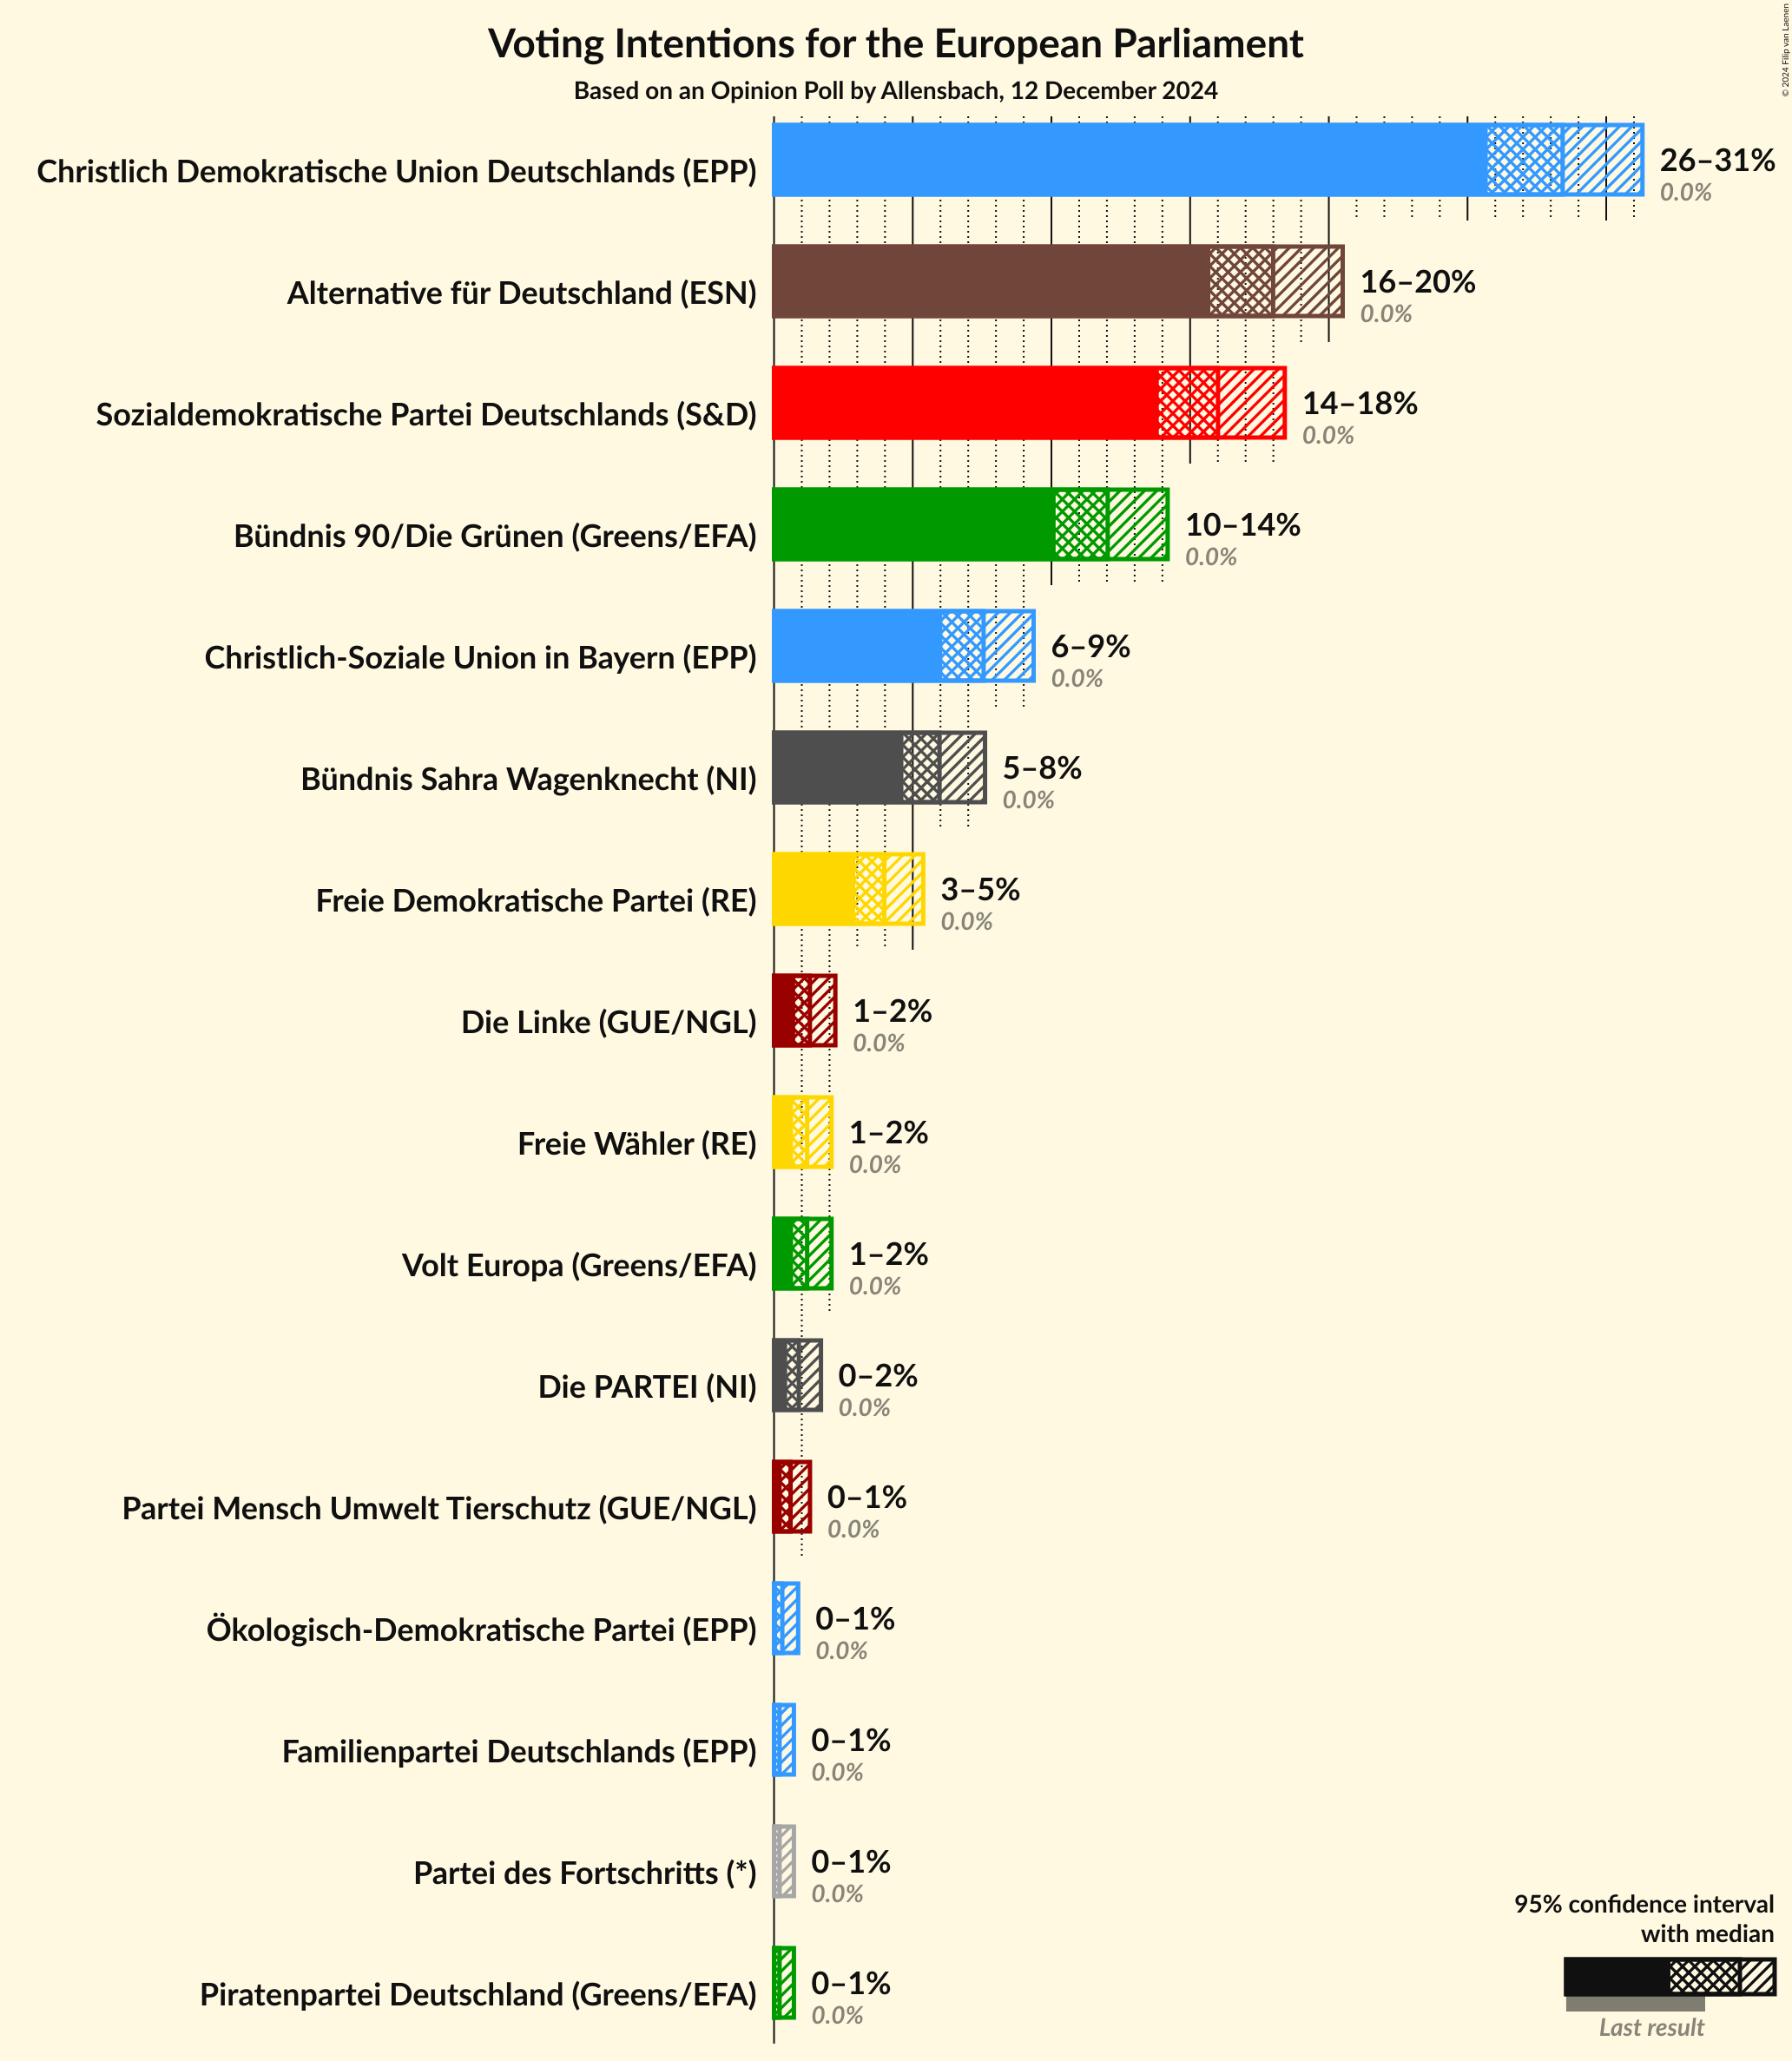 Voting Intentions for the European Parliament
Based on an Opinion Poll by Allensbach, 12 December 2024
© 2024 Filip van Laenen
Christlich Demokratische Union Deutschlands (EPP)
26–31%
0.0%
Alternative für Deutschland (ESN)
16–20%
0.0%
Sozialdemokratische Partei Deutschlands (S&D)
14–18%
0.0%
Bündnis 90/Die Grünen (Greens/EFA)
10–14%
0.0%
Christlich-Soziale Union in Bayern (EPP)
6–9%
0.0%
Bündnis Sahra Wagenknecht (NI)
5–8%
0.0%
Freie Demokratische Partei (RE)
3–5%
0.0%
Die Linke (GUE/NGL)
1–2%
0.0%
Freie Wähler (RE)
1–2%
0.0%
Volt Europa (Greens/EFA)
1–2%
0.0%
Die PARTEI (NI)
0–2%
0.0%
Partei Mensch Umwelt Tierschutz (GUE/NGL)
0–1%
0.0%
Ökologisch-Demokratische Partei (EPP)
0–1%
0.0%
Familienpartei Deutschlands (EPP)
0–1%
0.0%
Partei des Fortschritts (*)
0–1%
0.0%
Piratenpartei Deutschland (Greens/EFA)
0–1%
0.0%
95% confidence interval
with median
Last result